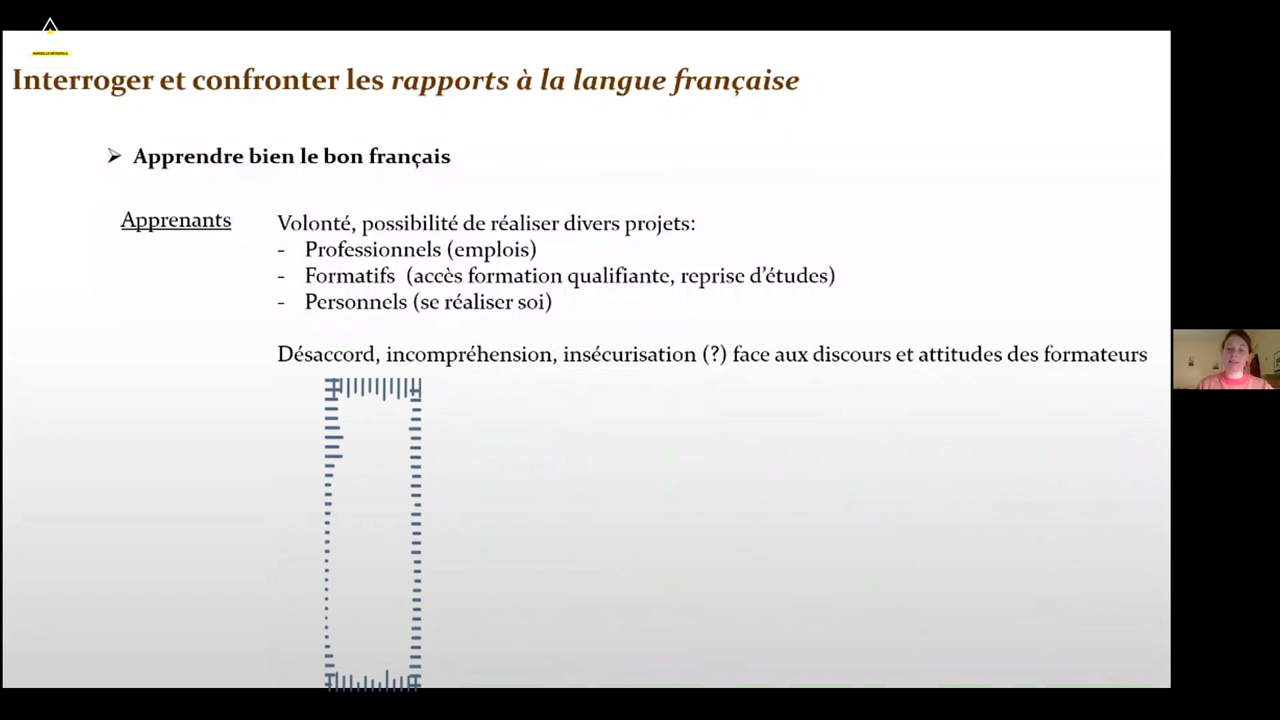 MARSEILLE MÉTROPOLE
Interroger et confronter les rapports à la langue française
Apprendre bien le bon français
Apprenants
Volonté, possibilité de réaliser divers projets:
- Professionnels (emplois)
- Formatifs (accès formation qualifiante, reprise d’études)
- Personnels (se réaliser soi)
Désaccord, incompréhension, insécurisation (?) face aux discours et attitudes des formateurs